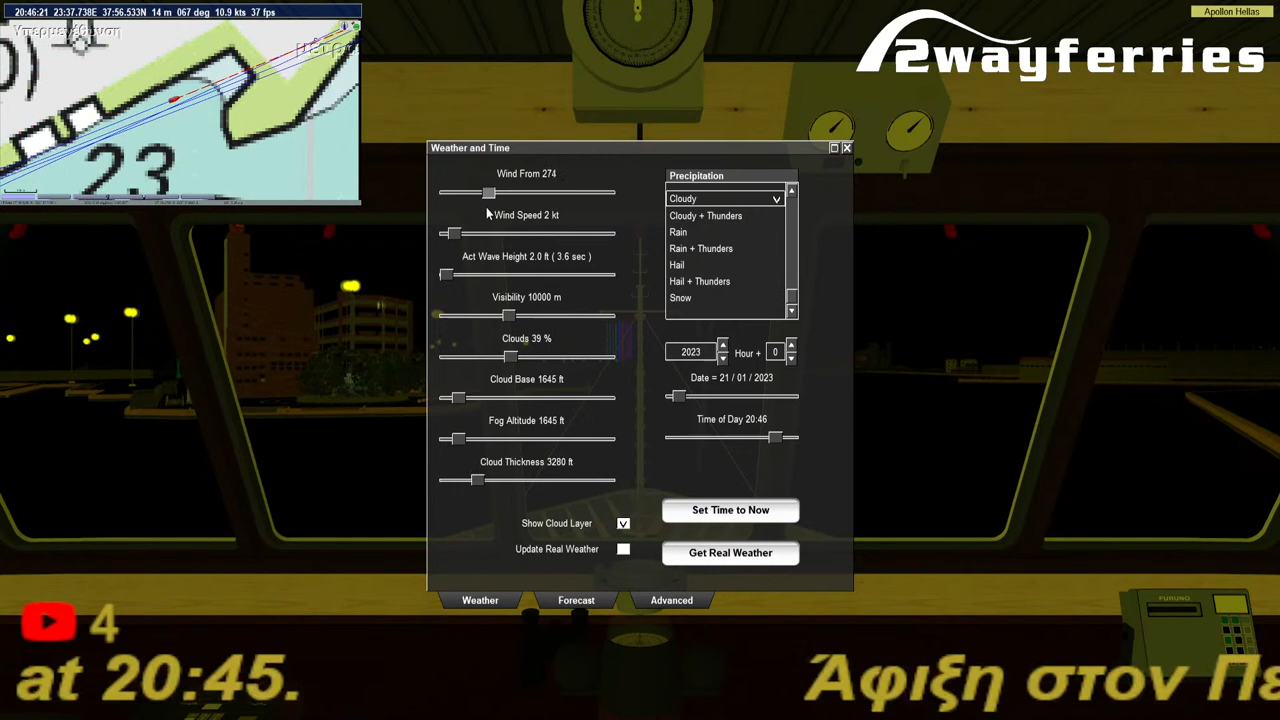 20:46:21 23:37.738E 37:56.533N 14 m 067 deg 10.9 kts 37 fps
Υπερμενέθυνση
23
Apollon Hellas
2wayferries
Weather and Time
Wind From 274
Wind Speed 2 kt
Act Wave Height 2.0 ft ( 3.6 sec )
Visibility 10000 m
Clouds 39 %
Cloud Base 1645 ft
Fog Altitude 1645 ft
Cloud Thickness 3280 ft
Show Cloud Layer
Update Real Weather
Precipitation
Cloudy
Cloudy + Thunders
Rain
Rain + Thunders
Hail
Hail + Thunders
Snow
2023 Hour + 0
Date = 21 / 01 / 2023
Time of Day 20:46
Set Time to Now
Get Real Weather
Weather Forecast Advanced
FURUNO
4
at 20:45. Άφιξη στον Πε